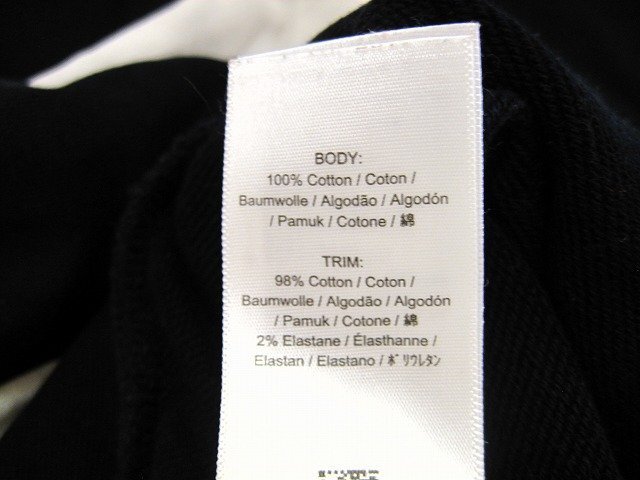 BODY:
100% Cotton / Coton /
Baumwolle / Algodão / Algodón
/ Pamuk / Cotone / 綿
TRIM:
98% Cotton / Coton /
Baumwolle / Algodão / Algodón
/ Pamuk / Cotone / 綿
2% Elastane / Élasthanne /
Elastan / Elastano / ﾎﾟﾘｳﾚﾀﾝ